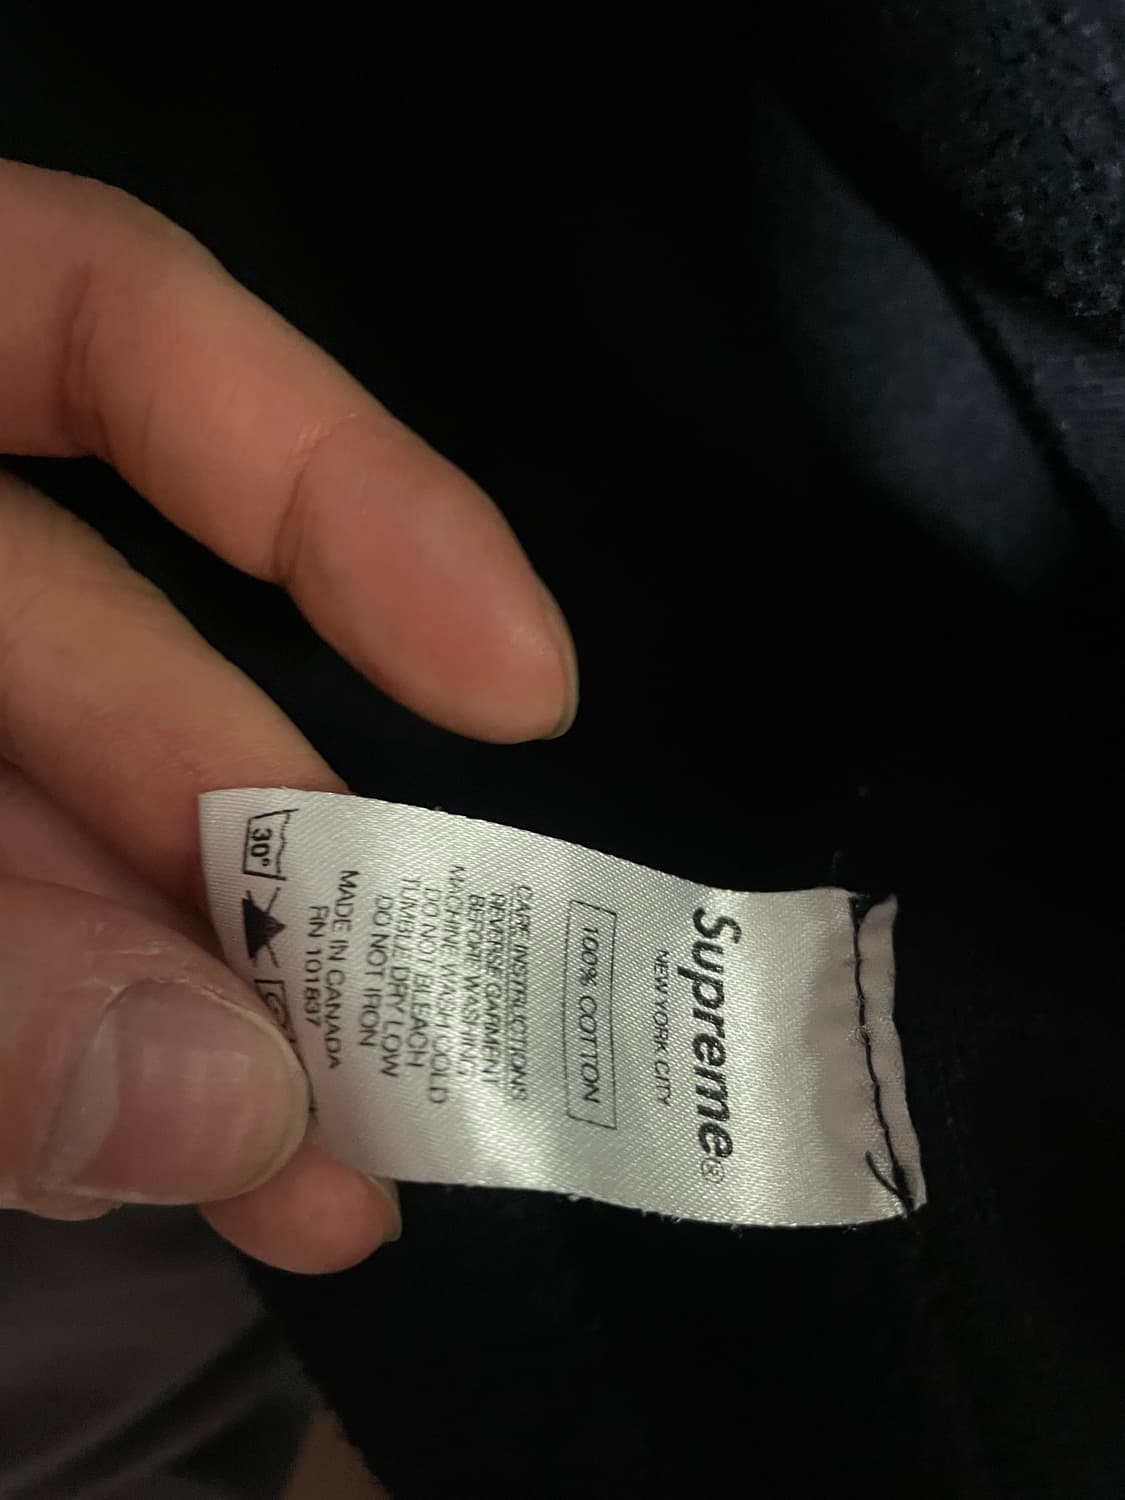 Supreme®
NEW YORK CITY
100% COTTON
CARE INSTRUCTIONS
REVERSE GARMENT
BEFORE WASHING
MACHINE WASH COLD
DO NOT BLEACH
TUMBLE DRY LOW
DO NOT IRON
MADE IN CANADA
RN 101837
30°